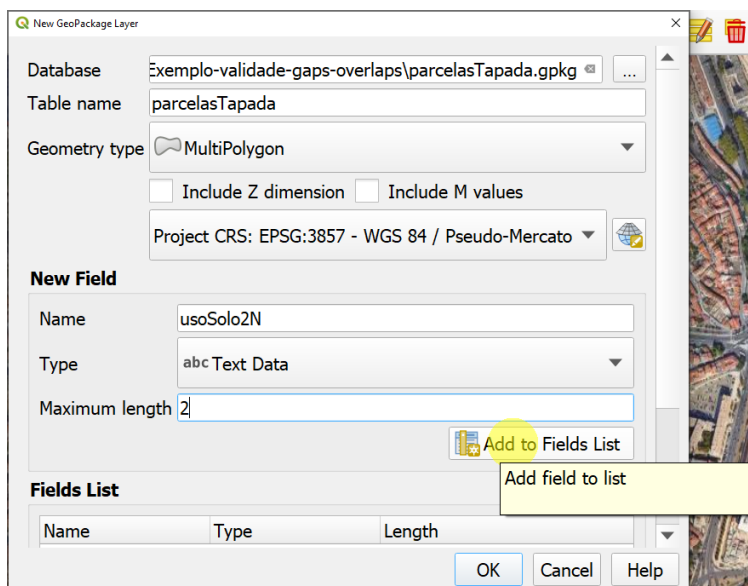 New GeoPackage Layer
Database Exemplo-validade-gaps-overlaps\parcelasTapada.gpkg ...
Table name parcelasTapada
Geometry type MultiPolygon
Include Z dimension Include M values
Project CRS: EPSG:3857 - WGS 84 / Pseudo-Mercato
New Field
Name usoSolo2N
Type abc Text Data
Maximum length 2
Add to Fields List
Add field to list
Fields List
Name Type Length
OK Cancel Help